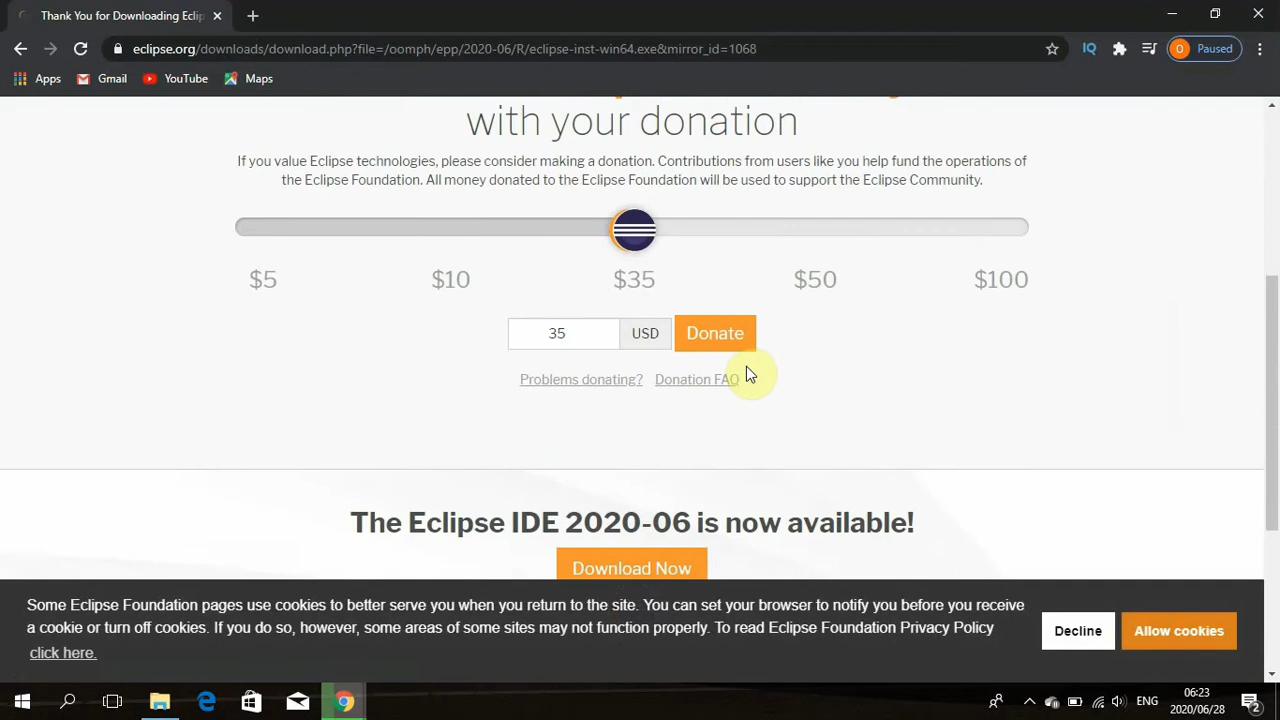 Thank You for Downloading Eclip
eclipse.org/downloads/download.php?file=/oomph/epp/2020-06/R/eclipse-inst-win64.exe&mirror_id=1068
IQ
O Paused
Apps Gmail YouTube Maps
with your donation
If you value Eclipse technologies, please consider making a donation. Contributions from users like you help fund the operations of
the Eclipse Foundation. All money donated to the Eclipse Foundation will be used to support the Eclipse Community.
$5 $10 $35 $50 $100
35 USD Donate
Problems donating? Donation FAQ
The Eclipse IDE 2020-06 is now available!
Download Now
Some Eclipse Foundation pages use cookies to better serve you when you return to the site. You can set your browser to notify you before you receive
a cookie or turn off cookies. If you do so, however, some areas of some sites may not function properly. To read Eclipse Foundation Privacy Policy
click here.
Decline Allow cookies
ENG
06:23
2020/06/28
2